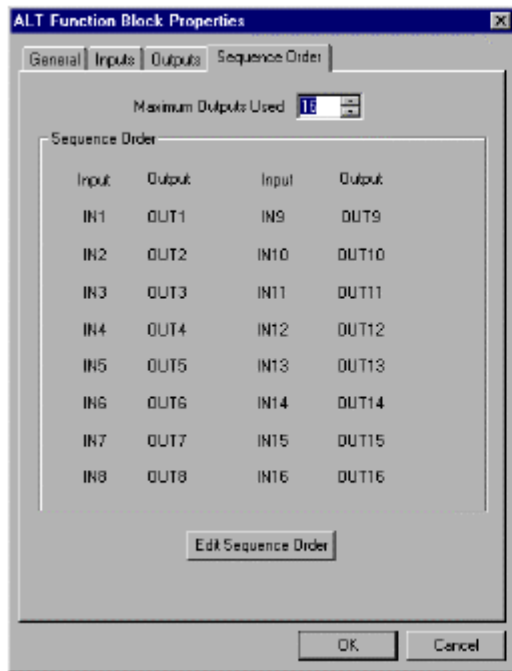 ALT Function Block Properties
General Inputs Outputs Sequence Order
Maximum Outputs Used 16
Sequence Order
Input Output Input Output
IN1 OUT1 IN9 OUT9
IN2 OUT2 IN10 OUT10
IN3 OUT3 IN11 OUT11
IN4 OUT4 IN12 OUT12
IN5 OUT5 IN13 OUT13
IN6 OUT6 IN14 OUT14
IN7 OUT7 IN15 OUT15
IN8 OUT8 IN16 OUT16
Edit Sequence Order
OK Cancel